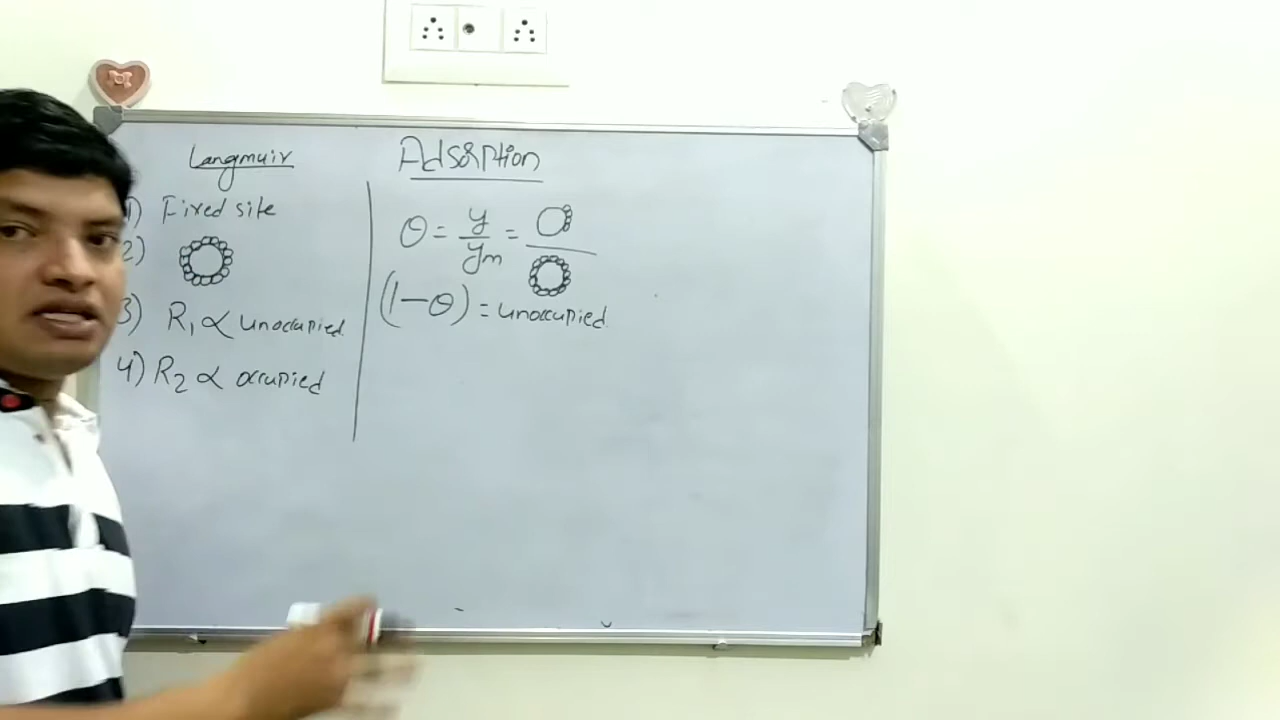 Langmuir
1) Fixed site
2)
3) R₁ ∝ unoccupied
4) R₂ ∝ occupied
Adsorption
θ = y/yₘ =
(1-θ) = unoccupied